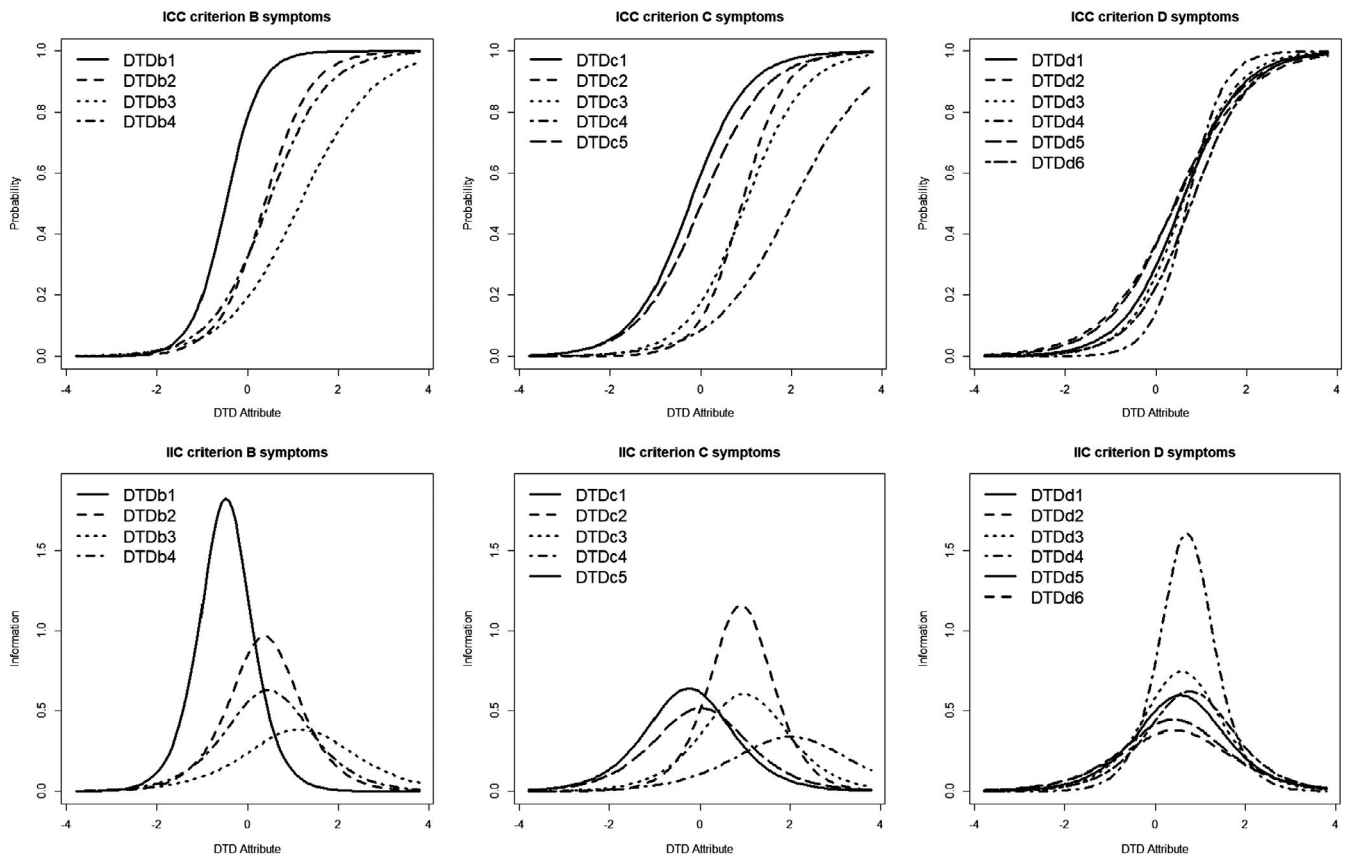 ICC criterion B symptoms
DTDb1
DTDb2
DTDb3
DTDb4
Probability
0.0 0.2 0.4 0.6 0.8 1.0
-4 -2 0 2 4
DTD Attribute
ICC criterion C symptoms
DTDc1
DTDc2
DTDc3
DTDc4
DTDc5
Probability
0.0 0.2 0.4 0.6 0.8 1.0
-4 -2 0 2 4
DTD Attribute
ICC criterion D symptoms
DTDd1
DTDd2
DTDd3
DTDd4
DTDd5
DTDd6
Probability
0.0 0.2 0.4 0.6 0.8 1.0
-4 -2 0 2 4
DTD Attribute
IIC criterion B symptoms
DTDb1
DTDb2
DTDb3
DTDb4
Information
0.0 0.5 1.0 1.5
-4 -2 0 2 4
DTD Attribute
IIC criterion C symptoms
DTDc1
DTDc2
DTDc3
DTDc4
DTDc5
Information
0.0 0.5 1.0 1.5
-4 -2 0 2 4
DTD Attribute
IIC criterion D symptoms
DTDd1
DTDd2
DTDd3
DTDd4
DTDd5
DTDd6
Information
0.0 0.5 1.0 1.5
-4 -2 0 2 4
DTD Attribute